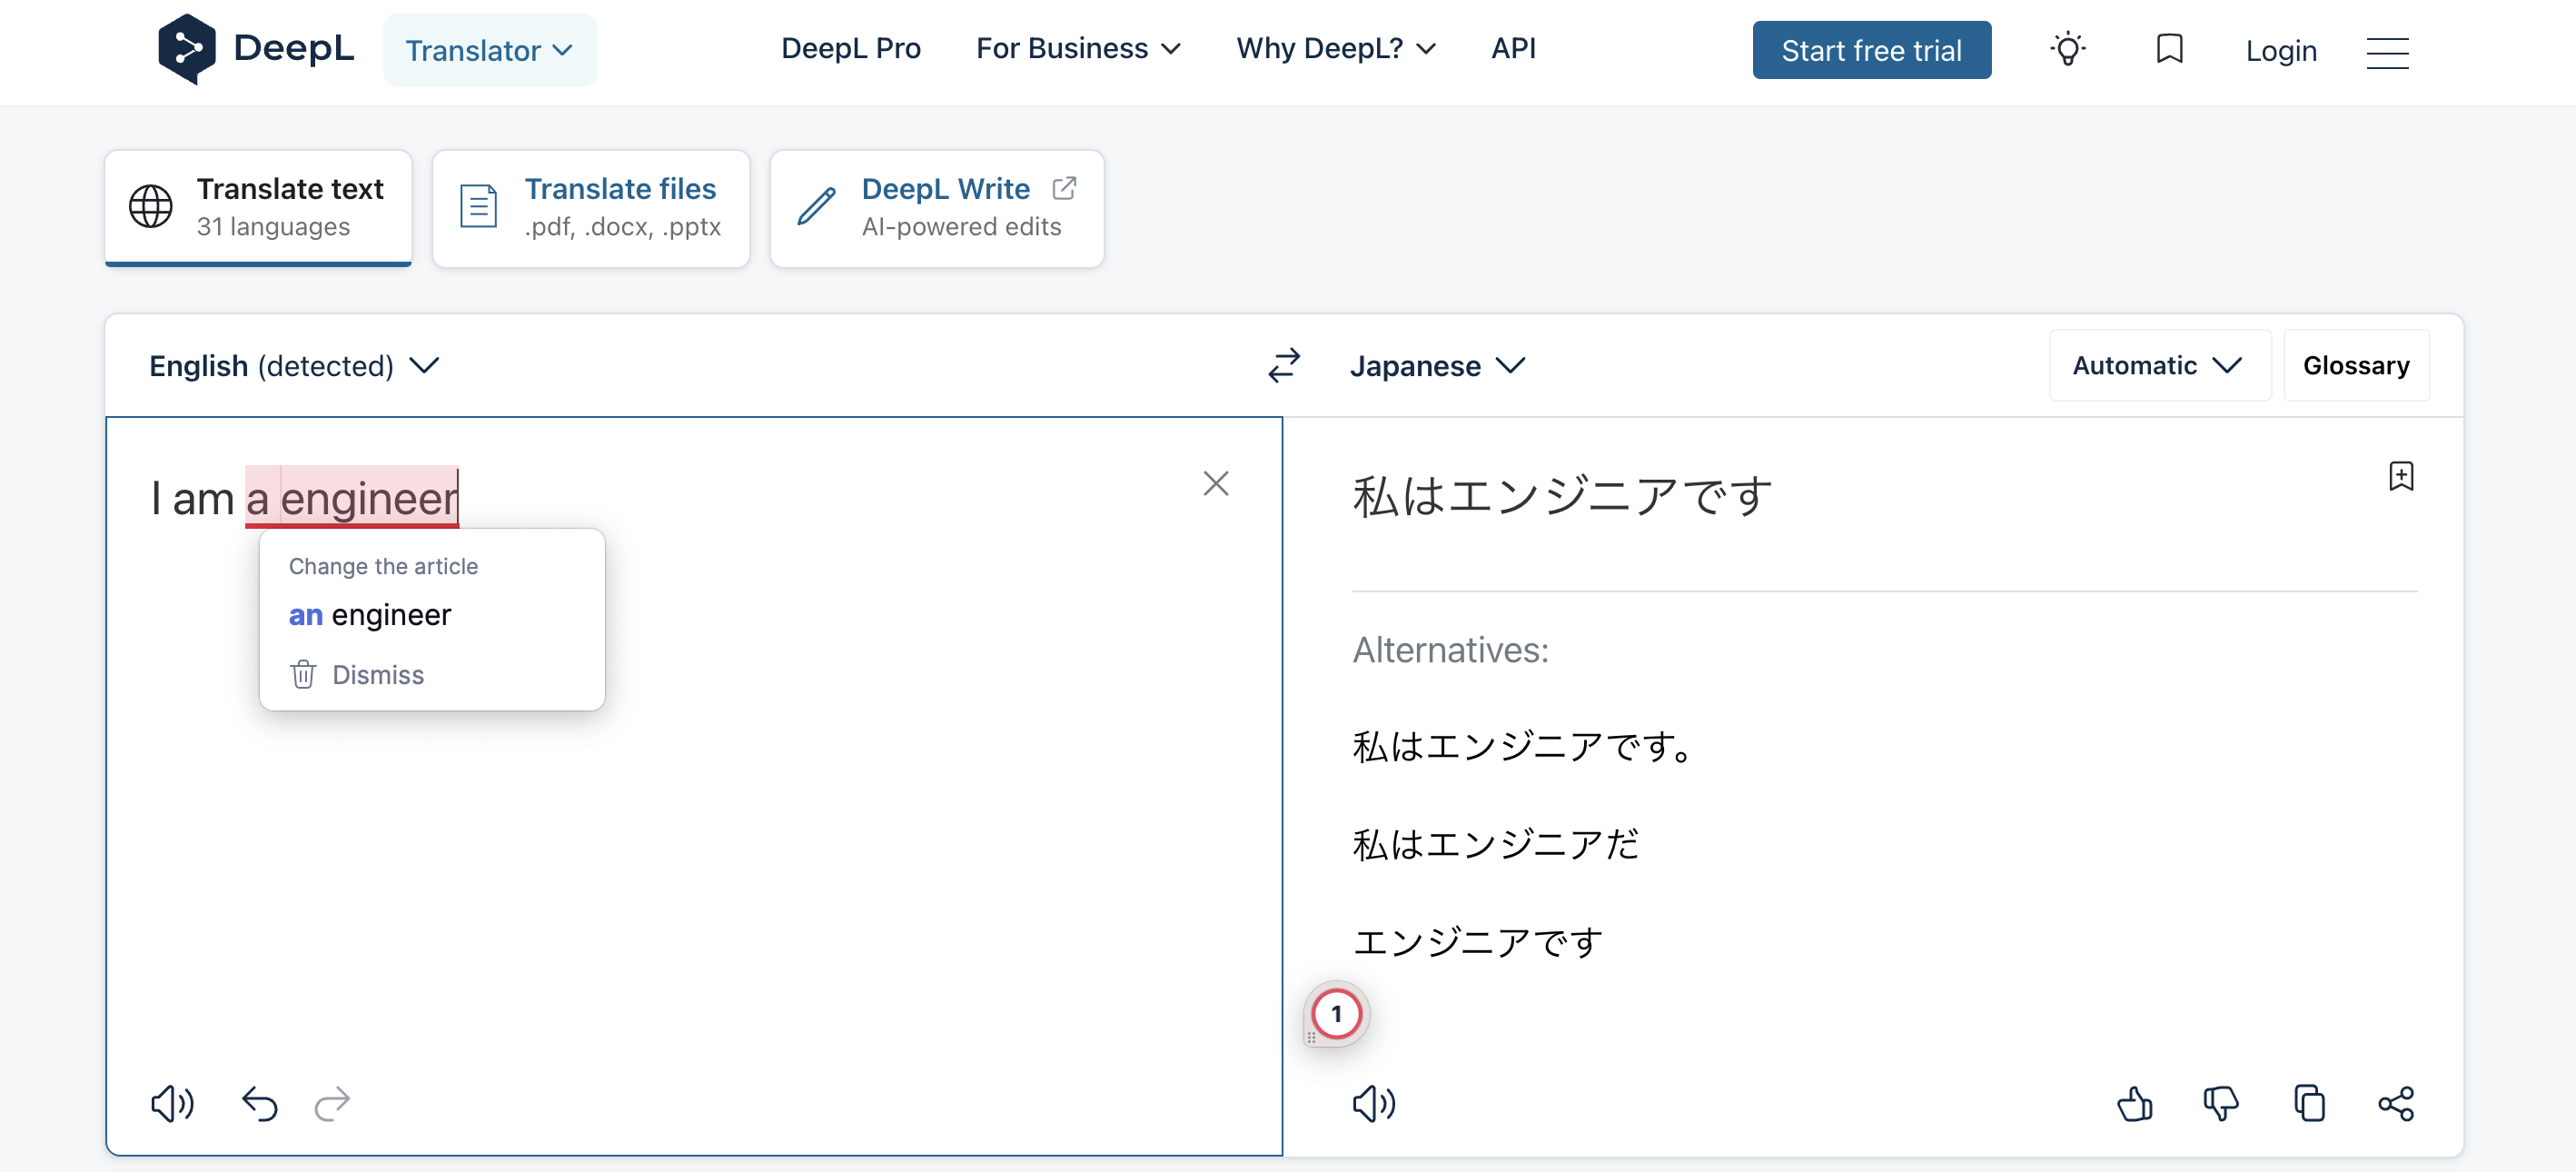 DeepL
Translator
DeepL Pro
For Business
Why DeepL?
API
Start free trial
Login
Translate text
31 languages
Translate files
.pdf, .docx, .pptx
DeepL Write
AI-powered edits
English (detected)
Japanese
Automatic
Glossary
I am a engineer
Change the article
an engineer
Dismiss
私はエンジニアです
Alternatives:
私はエンジニアです。
私はエンジニアだ
エンジニアです
1